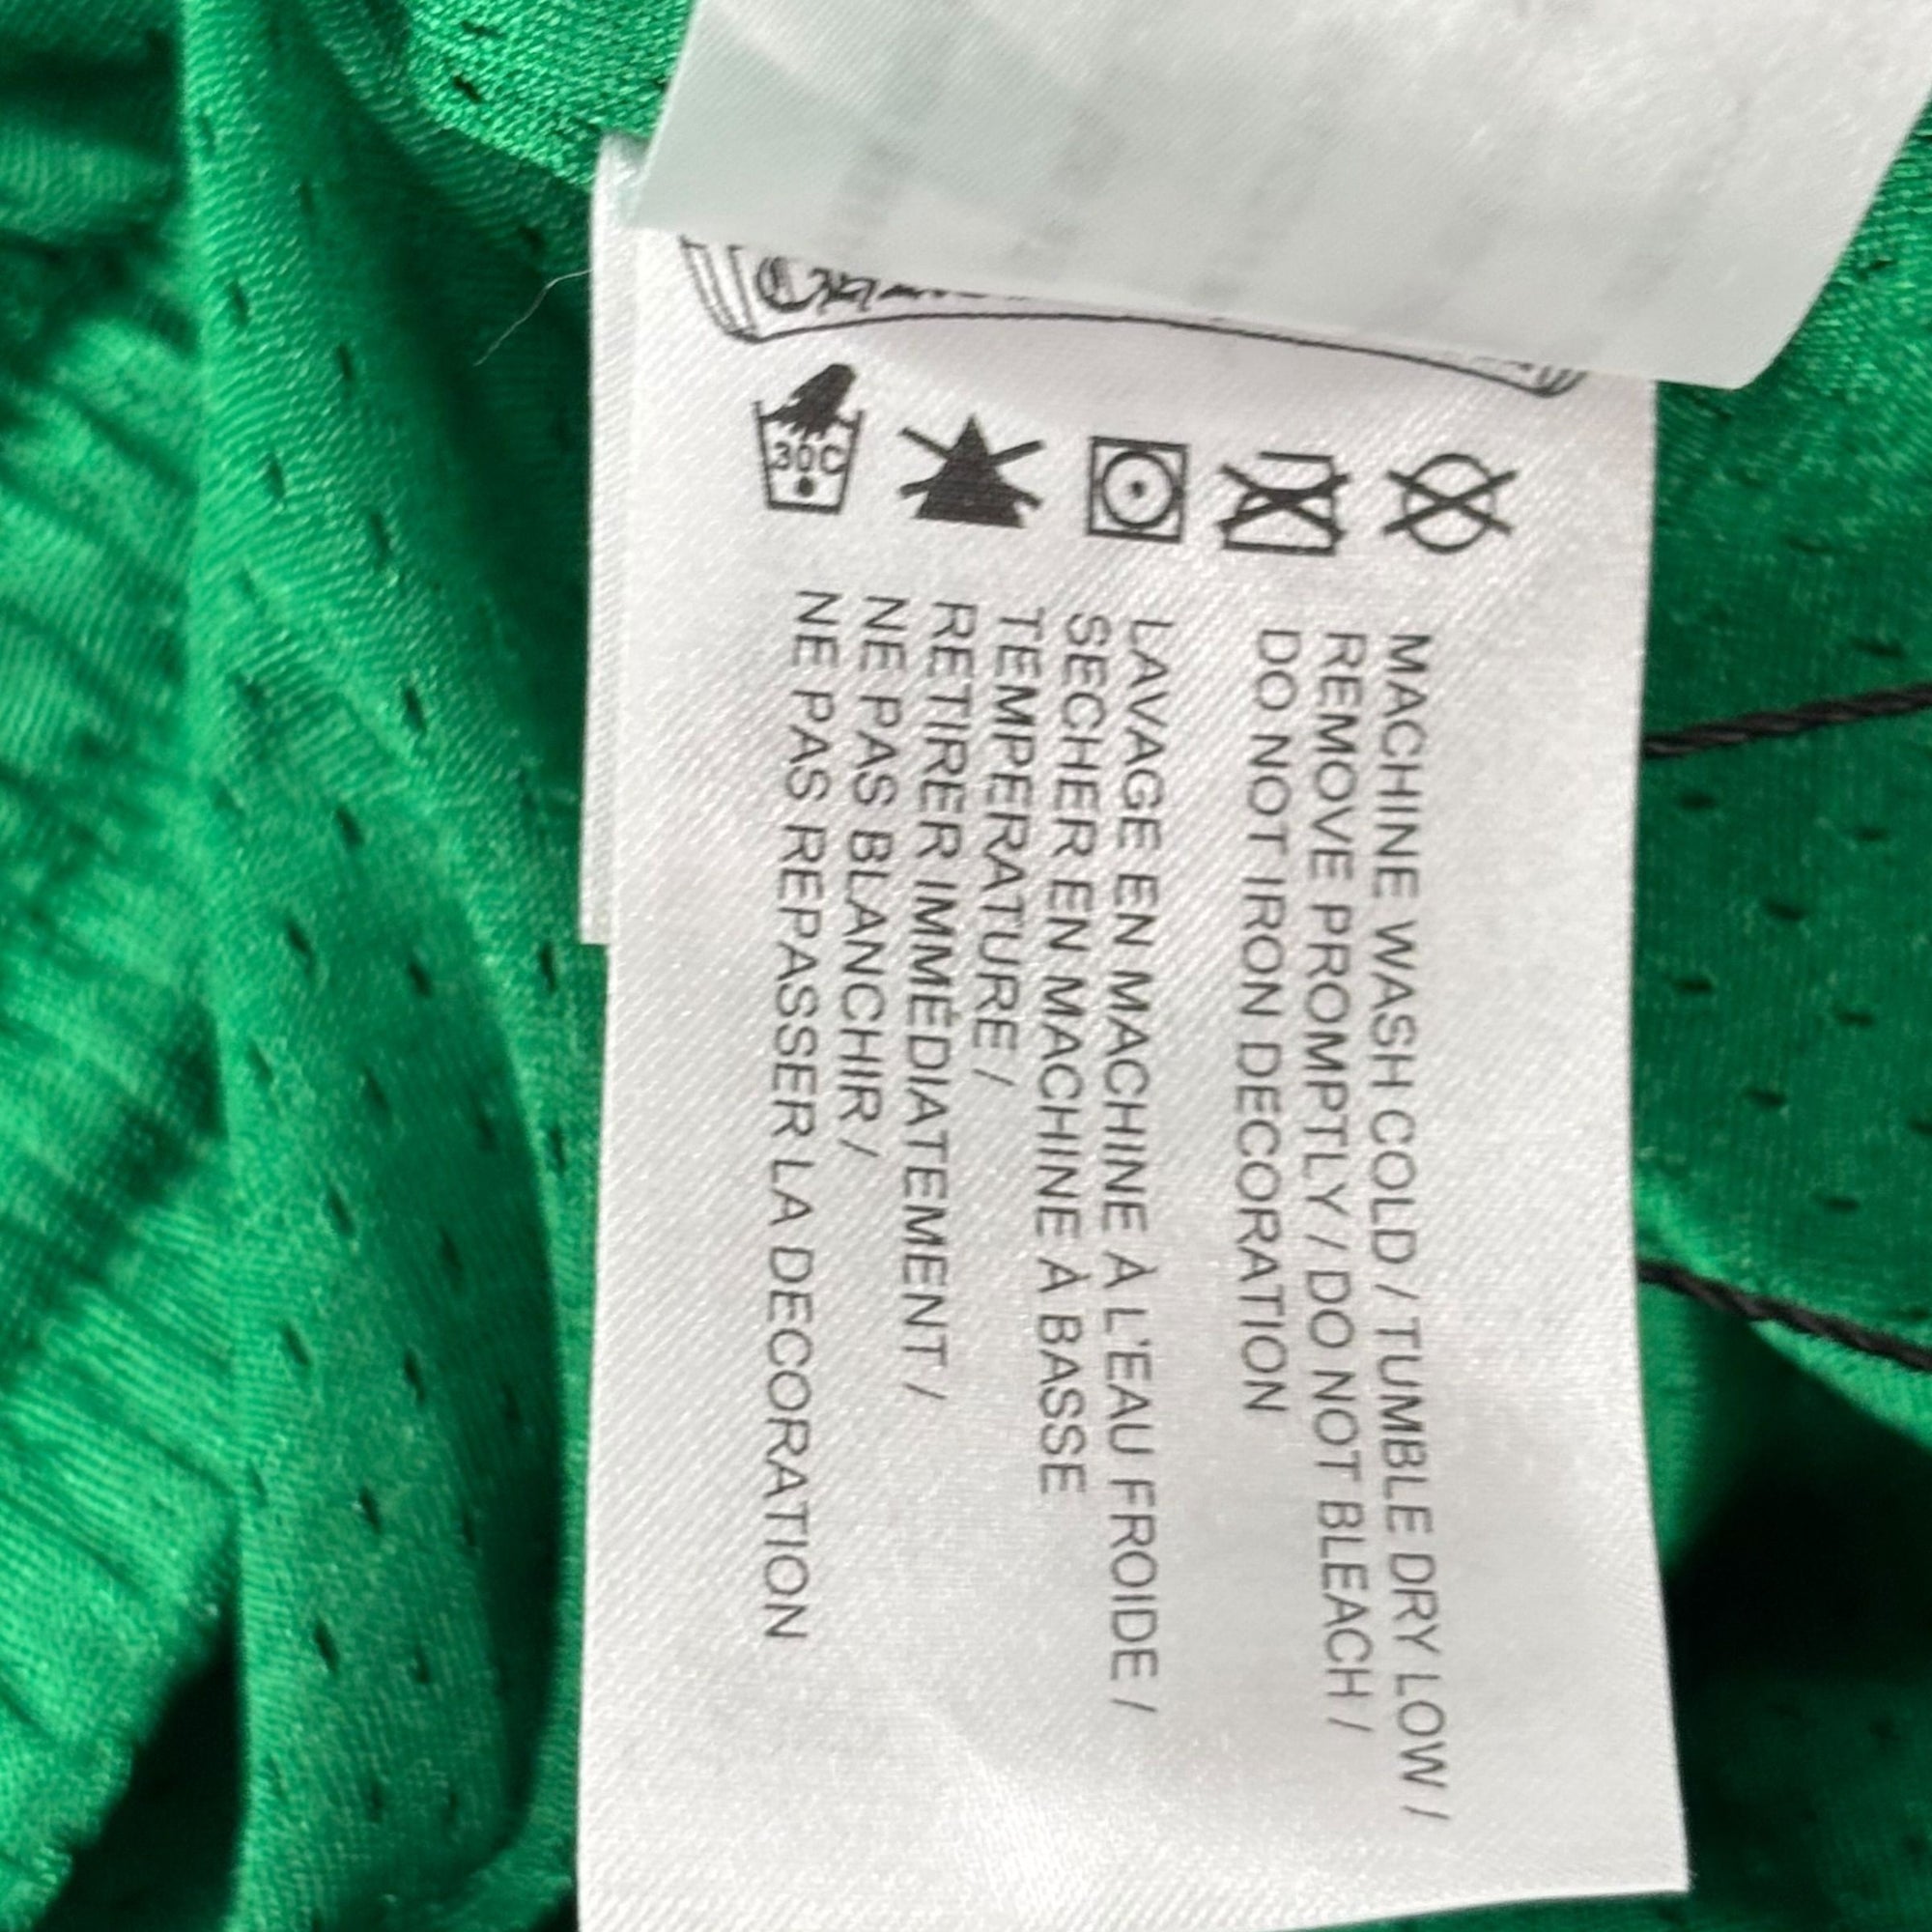 30C
MACHINE WASH COLD / TUMBLE DRY LOW /
REMOVE PROMPTLY / DO NOT BLEACH /
DO NOT IRON DECORATION
LAVAGE EN MACHINE À L'EAU FROIDE /
SECHER EN MACHINE À BASSE
TEMPERATURE /
RETIRER IMMÉDIATEMENT /
NE PAS BLANCHIR /
NE PAS REPASSER LA DECORATION